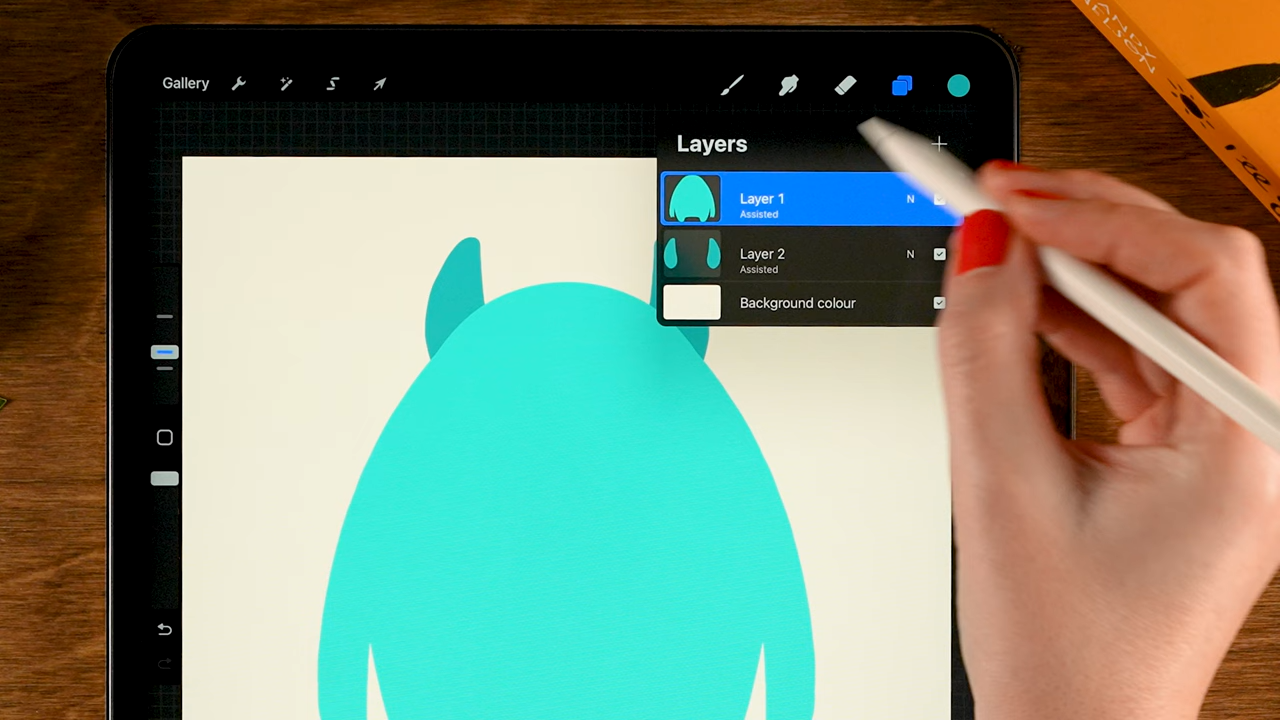 Gallery
Layers
Layer 1
Assisted
N
Layer 2
Assisted
N
Background colour